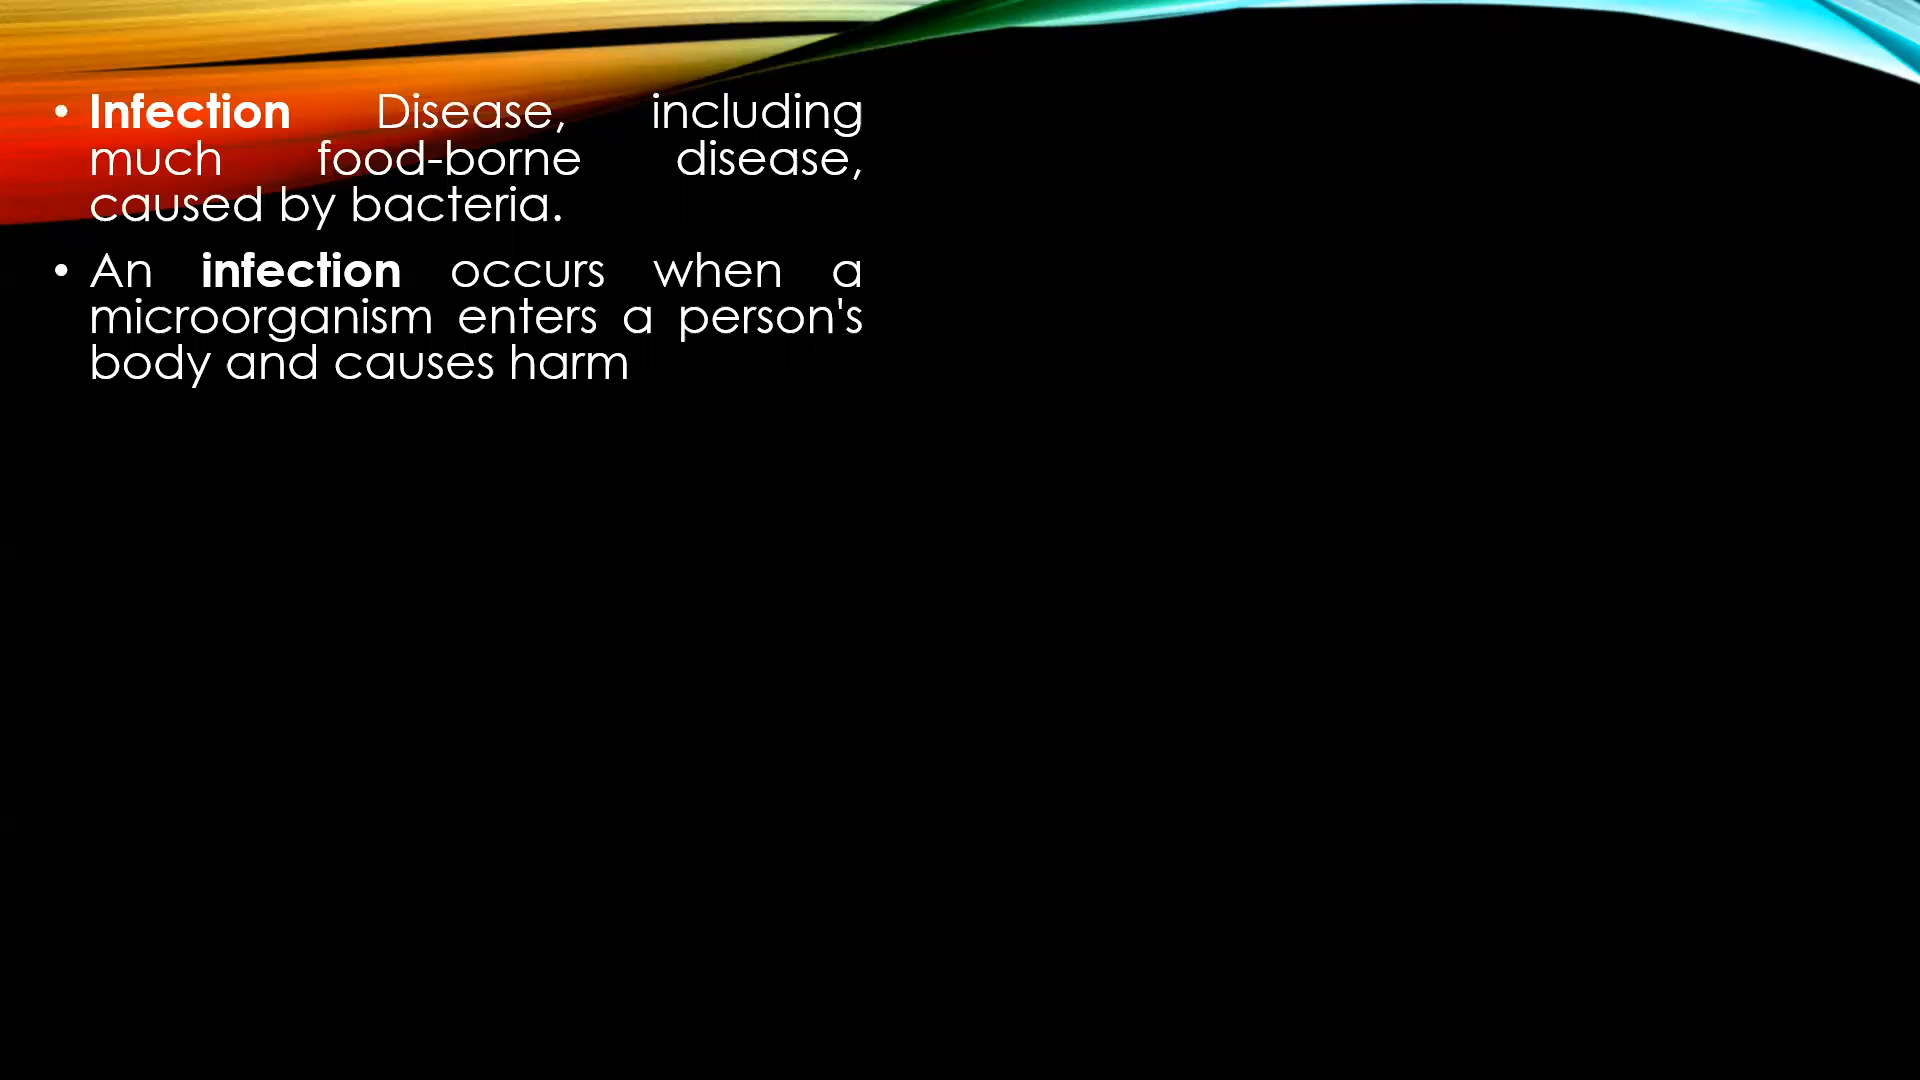 • Infection Disease, including
much food-borne disease,
caused by bacteria.
• An infection occurs when a
microorganism enters a person's
body and causes harm